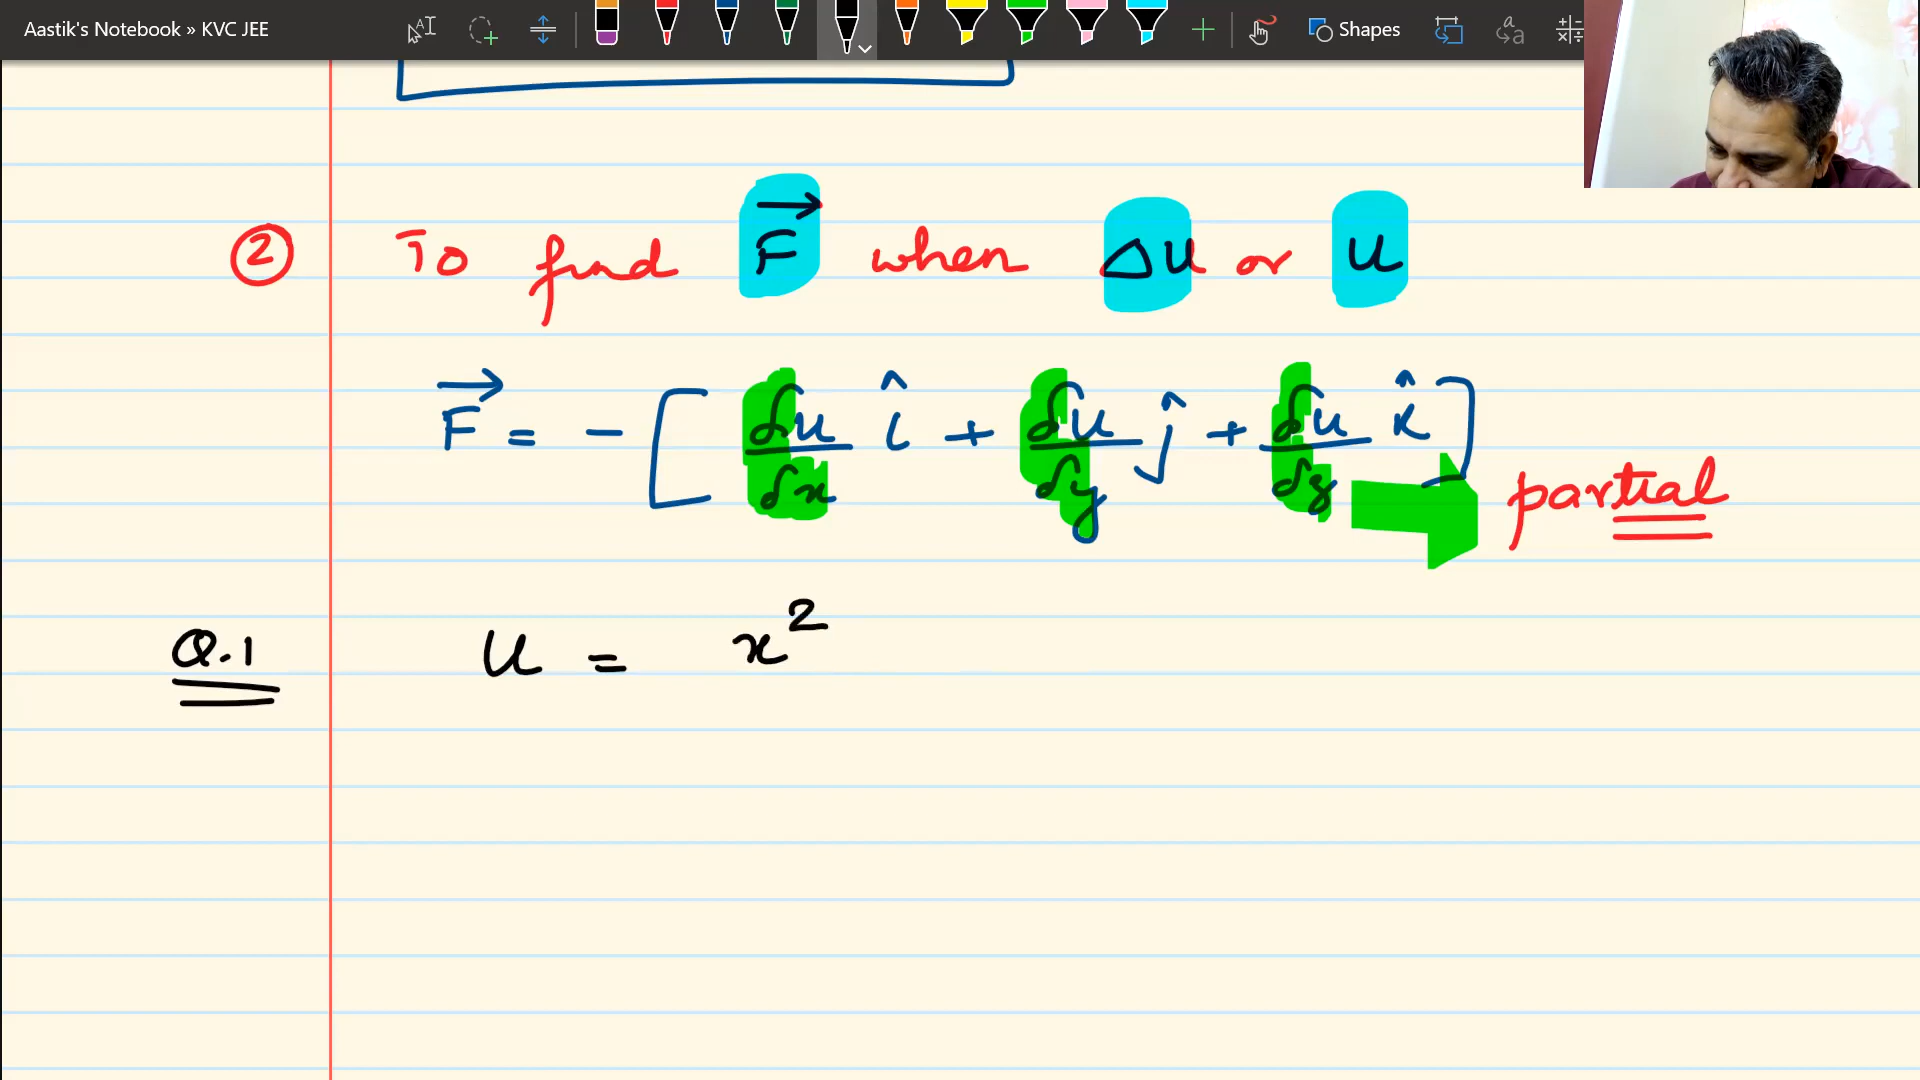 Aastik's Notebook » KVC JEE
Shapes
② To find F⃗ when ΔU or U
F⃗ = - [ ∂u/∂x î + ∂u/∂y ĵ + ∂u/∂z k̂ ]
partial
Q.1 U = x²